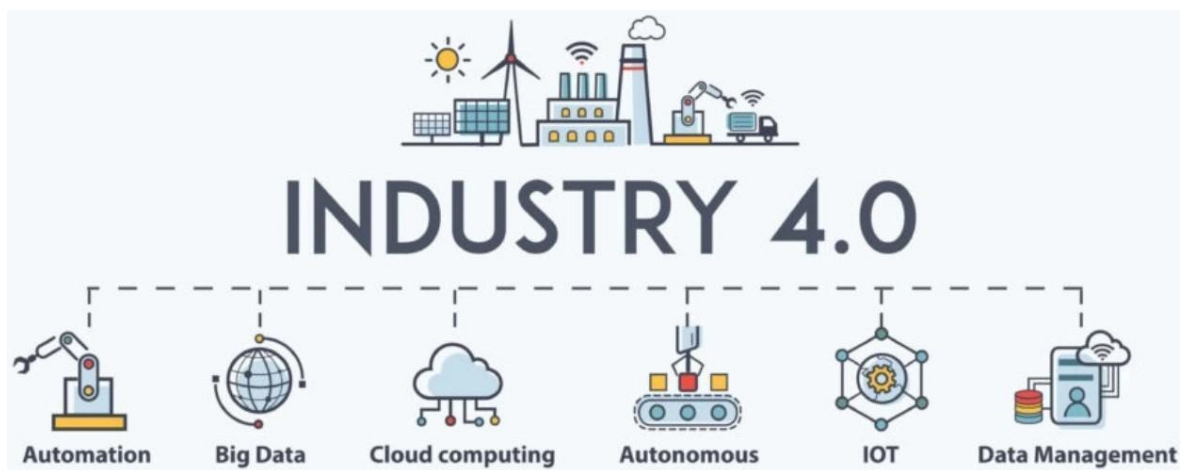 INDUSTRY 4.0
Automation
Big Data
Cloud computing
Autonomous
IOT
Data Management